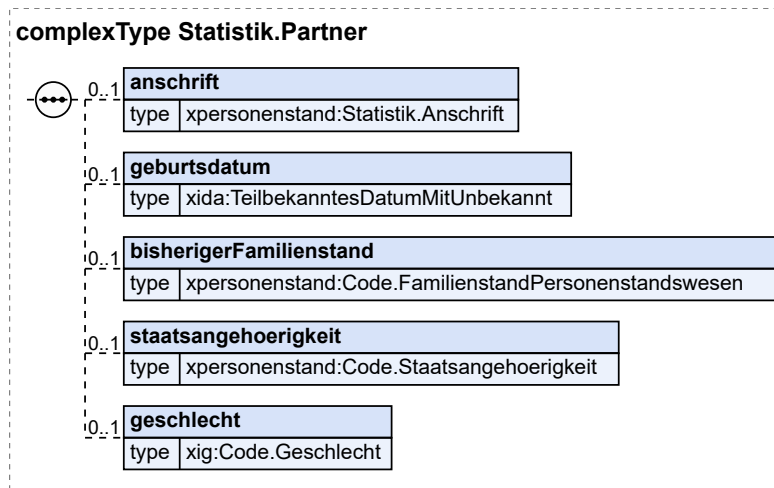 complexType Statistik.Partner
0..1 anschrift
type xpersonenstand:Statistik.Anschrift
0..1 geburtsdatum
type xida:TeilbekanntesDatumMitUnbekannt
0..1 bisherigerFamilienstand
type xpersonenstand:Code.FamilienstandPersonenstandswesen
0..1 staatsangehoerigkeit
type xpersonenstand:Code.Staatsangehoerigkeit
0..1 geschlecht
type xig:Code.Geschlecht